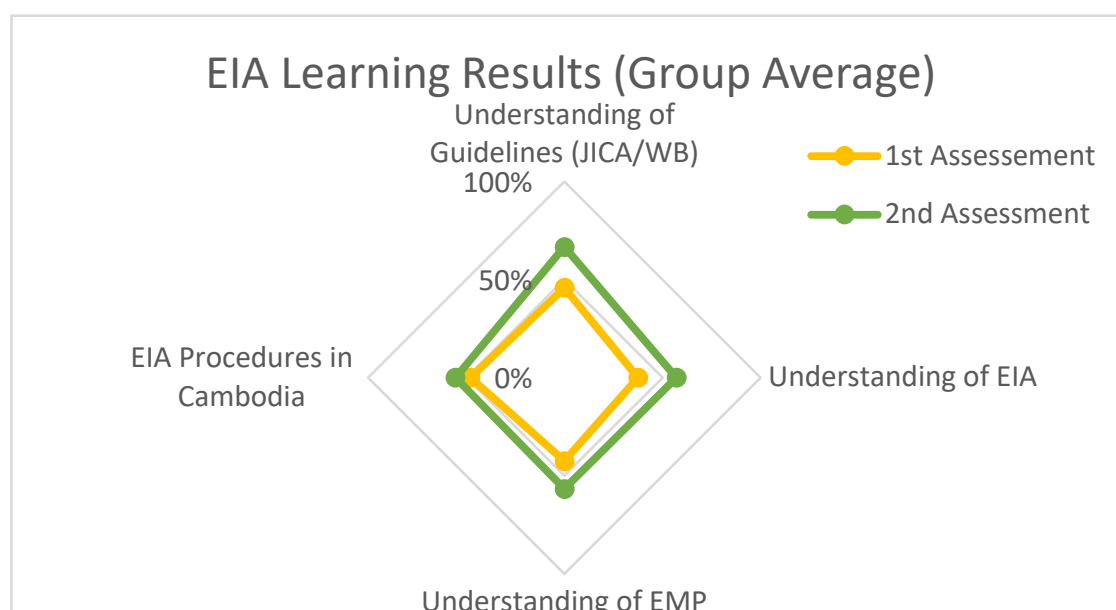 EIA Learning Results (Group Average)
Understanding of
Guidelines (JICA/WB)
1st Assessement
2nd Assessment
100%
50%
0%
EIA Procedures in
Cambodia
Understanding of EIA
Understanding of EMP